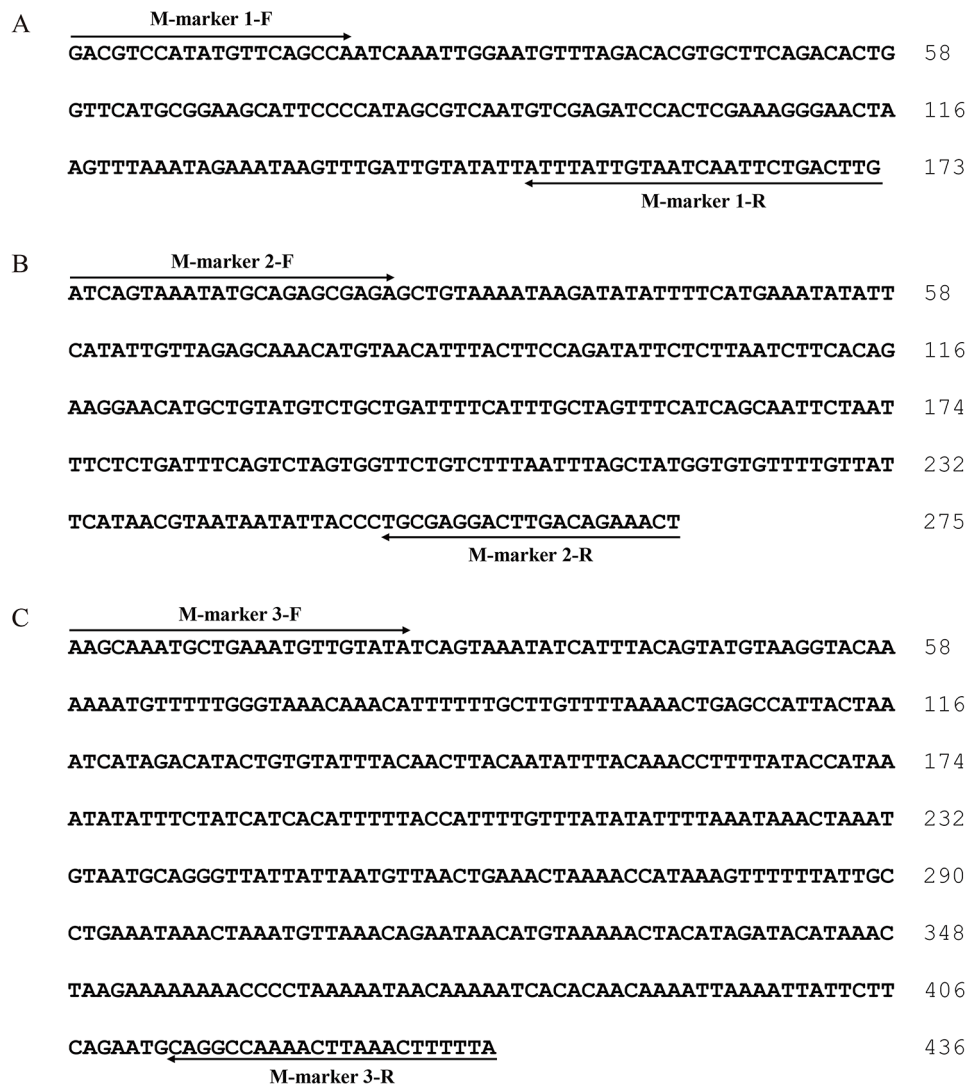 A
M-marker 1-F
GACGTCCATATGTTCAGCCAATCAAATTGGAATGTTTAGACACGTGCTTCAGACACTG 58
GTTCATGCGGAAGCATTCCCCATAGCGTCAATGTCGAGATCCACTCGAAAGGGAACTA 116
AGTTTAAATAGAAATAAGTTTGATTGTATATTATTTATTGTAATCAATTCTGACTTG 173
M-marker 1-R
B
M-marker 2-F
ATCAGTAAATATGCAGAGCGAGAGCTGTAAAATAAGATATATTTTCATGAAATATATT 58
CATATTGTTAGAGCAAACATGTAACATTTACTTCCAGATATTCTCTTAATCTTCACAG 116
AAGGAACATGCTGTATGTCTGCTGATTTTCATTTGCTAGTTTCATCAGCAATTCTAAT 174
TTCTCTGATTTCAGTCTAGTGGTTCTGTCTTTAATTTAGCTATGGTGTGTTTTGTTAT 232
TCATAACGTAATAATATTACCCTGCGAGGACTTGACAGAAACT 275
M-marker 2-R
C
M-marker 3-F
AAGCAAATGCTGAAATGTTGTATATCAGTAAATATCATTTACAGTATGTAAGGTACAA 58
AAAATGTTTTTGGGTAAACAAACATTTTTTGCTTGTTTTAAAACTGAGCCATTACTAA 116
ATCATAGACATACTGTGTATTTACAACTTACAATATTTACAAACCTTTTATACCATAA 174
ATATATTTCTATCATCACATTTTTACCATTTTGTTTATATATTTTAAATAAACTAAAT 232
GTAATGCAGGGTTATTATTAATGTTAACTGAAACTAAAACCATAAAGTTTTTTATTGC 290
CTGAAATAAACTAAATGTTAAACAGAATAACATGTAAAAACTACATAGATACATAAAC 348
TAAGAAAAAAAACCCCTAAAAATAACAAAAATCACACAACAAAATTAAAATTATTCTT 406
CAGAATGCAGGCCAAAACTTAAACTTTTTA 436
M-marker 3-R